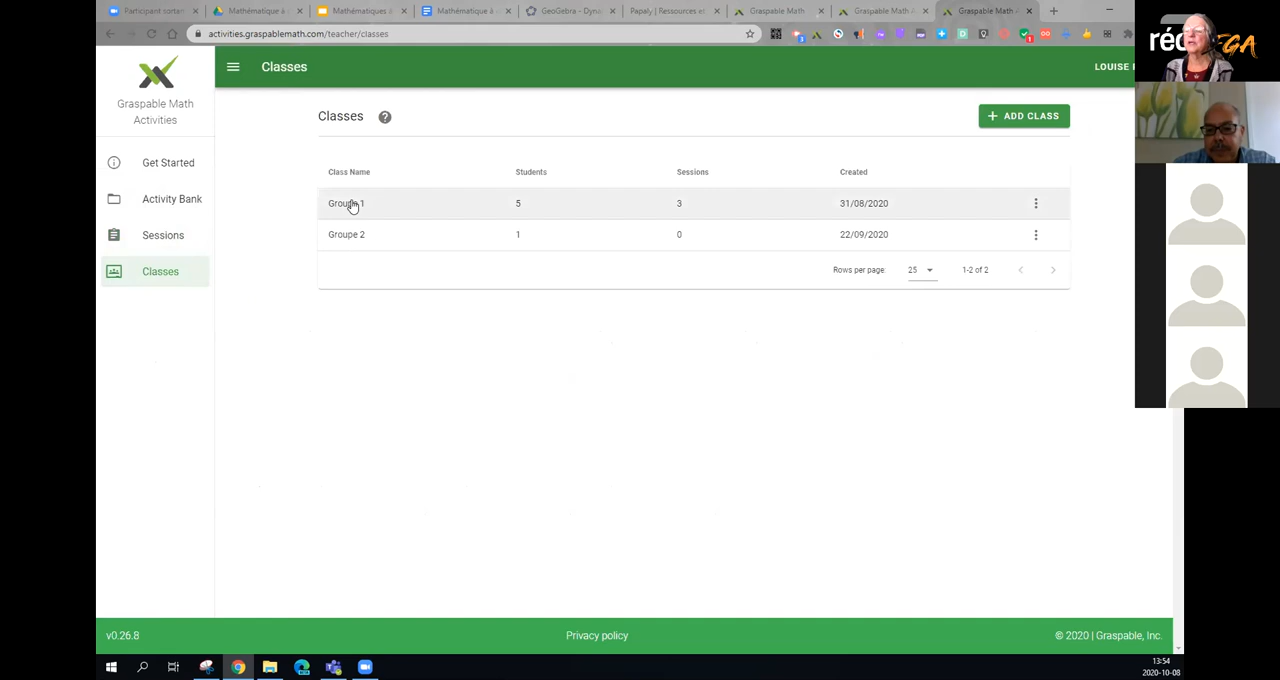 Participant sortan
Mathématique à
Mathématiques à
Mathématique à
GeoGebra - Dyna
Papaly | Ressources et
Graspable Math
Graspable Math A
Graspable Math A
activities.graspablemath.com/teacher/classes
Graspable Math
Activities
Get Started
Activity Bank
Sessions
Classes
Classes
LOUISE
Classes
+ ADD CLASS
Class Name Students Sessions Created
Groupe 1 5 3 31/08/2020
Groupe 2 1 0 22/09/2020
Rows per page: 25 1-2 of 2
v0.26.8 Privacy policy © 2020 | Graspable, Inc.
13:54
2020-10-08